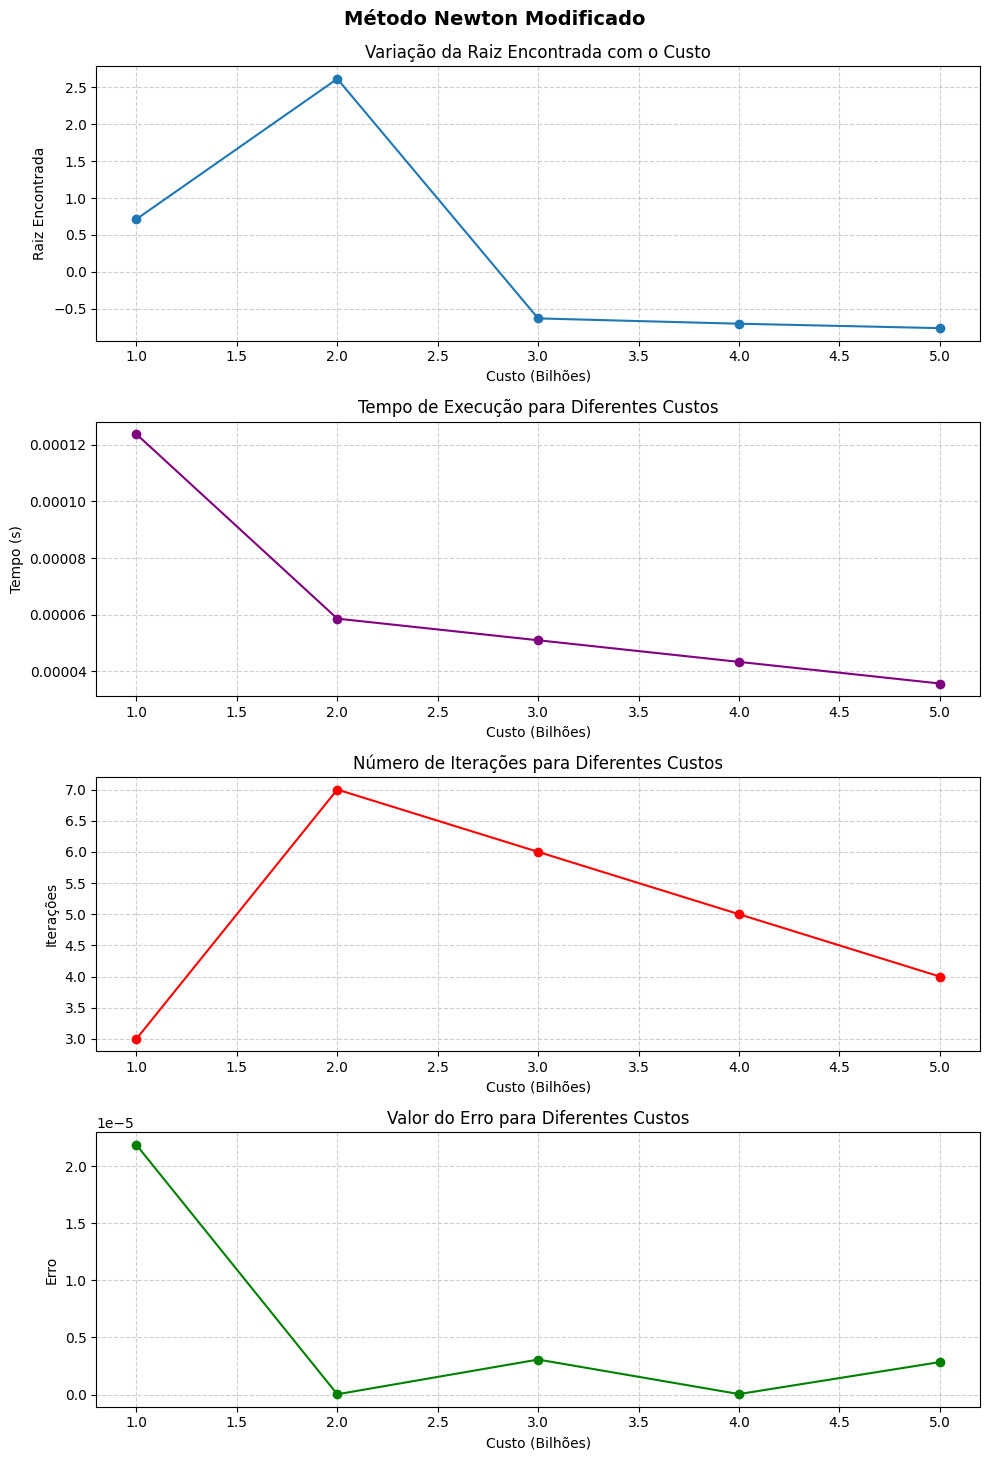 Método Newton Modificado
Variação da Raiz Encontrada com o Custo
Raiz Encontrada
2.5
2.0
1.5
1.0
0.5
0.0
−0.5
1.0 1.5 2.0 2.5 3.0 3.5 4.0 4.5 5.0
Custo (Bilhões)
Tempo de Execução para Diferentes Custos
Tempo (s)
0.00012
0.00010
0.00008
0.00006
0.00004
1.0 1.5 2.0 2.5 3.0 3.5 4.0 4.5 5.0
Custo (Bilhões)
Número de Iterações para Diferentes Custos
Iterações
7.0
6.5
6.0
5.5
5.0
4.5
4.0
3.5
3.0
1.0 1.5 2.0 2.5 3.0 3.5 4.0 4.5 5.0
Custo (Bilhões)
Valor do Erro para Diferentes Custos
1e−5
Erro
2.0
1.5
1.0
0.5
0.0
1.0 1.5 2.0 2.5 3.0 3.5 4.0 4.5 5.0
Custo (Bilhões)